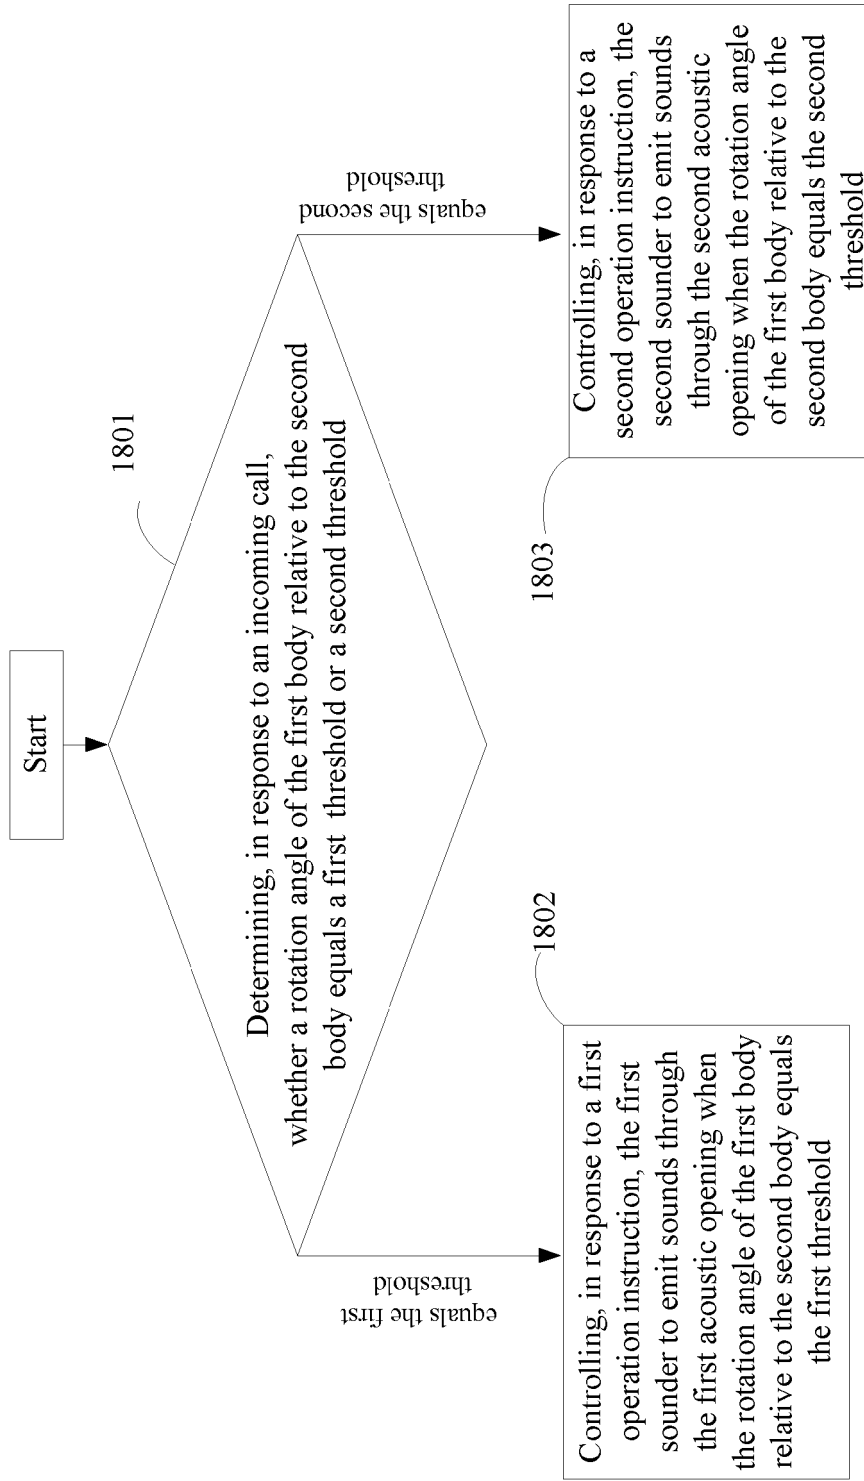 Start
1801
Determining, in response to an incoming call,
whether a rotation angle of the first body relative to the second
body equals a first threshold or a second threshold
equals the first
threshold
equals the second
threshold
1802
Controlling, in response to a first
operation instruction, the first
sounder to emit sounds through
the first acoustic opening when
the rotation angle of the first body
relative to the second body equals
the first threshold
1803
Controlling, in response to a
second operation instruction, the
second sounder to emit sounds
through the second acoustic
opening when the rotation angle
of the first body relative to the
second body equals the second
threshold